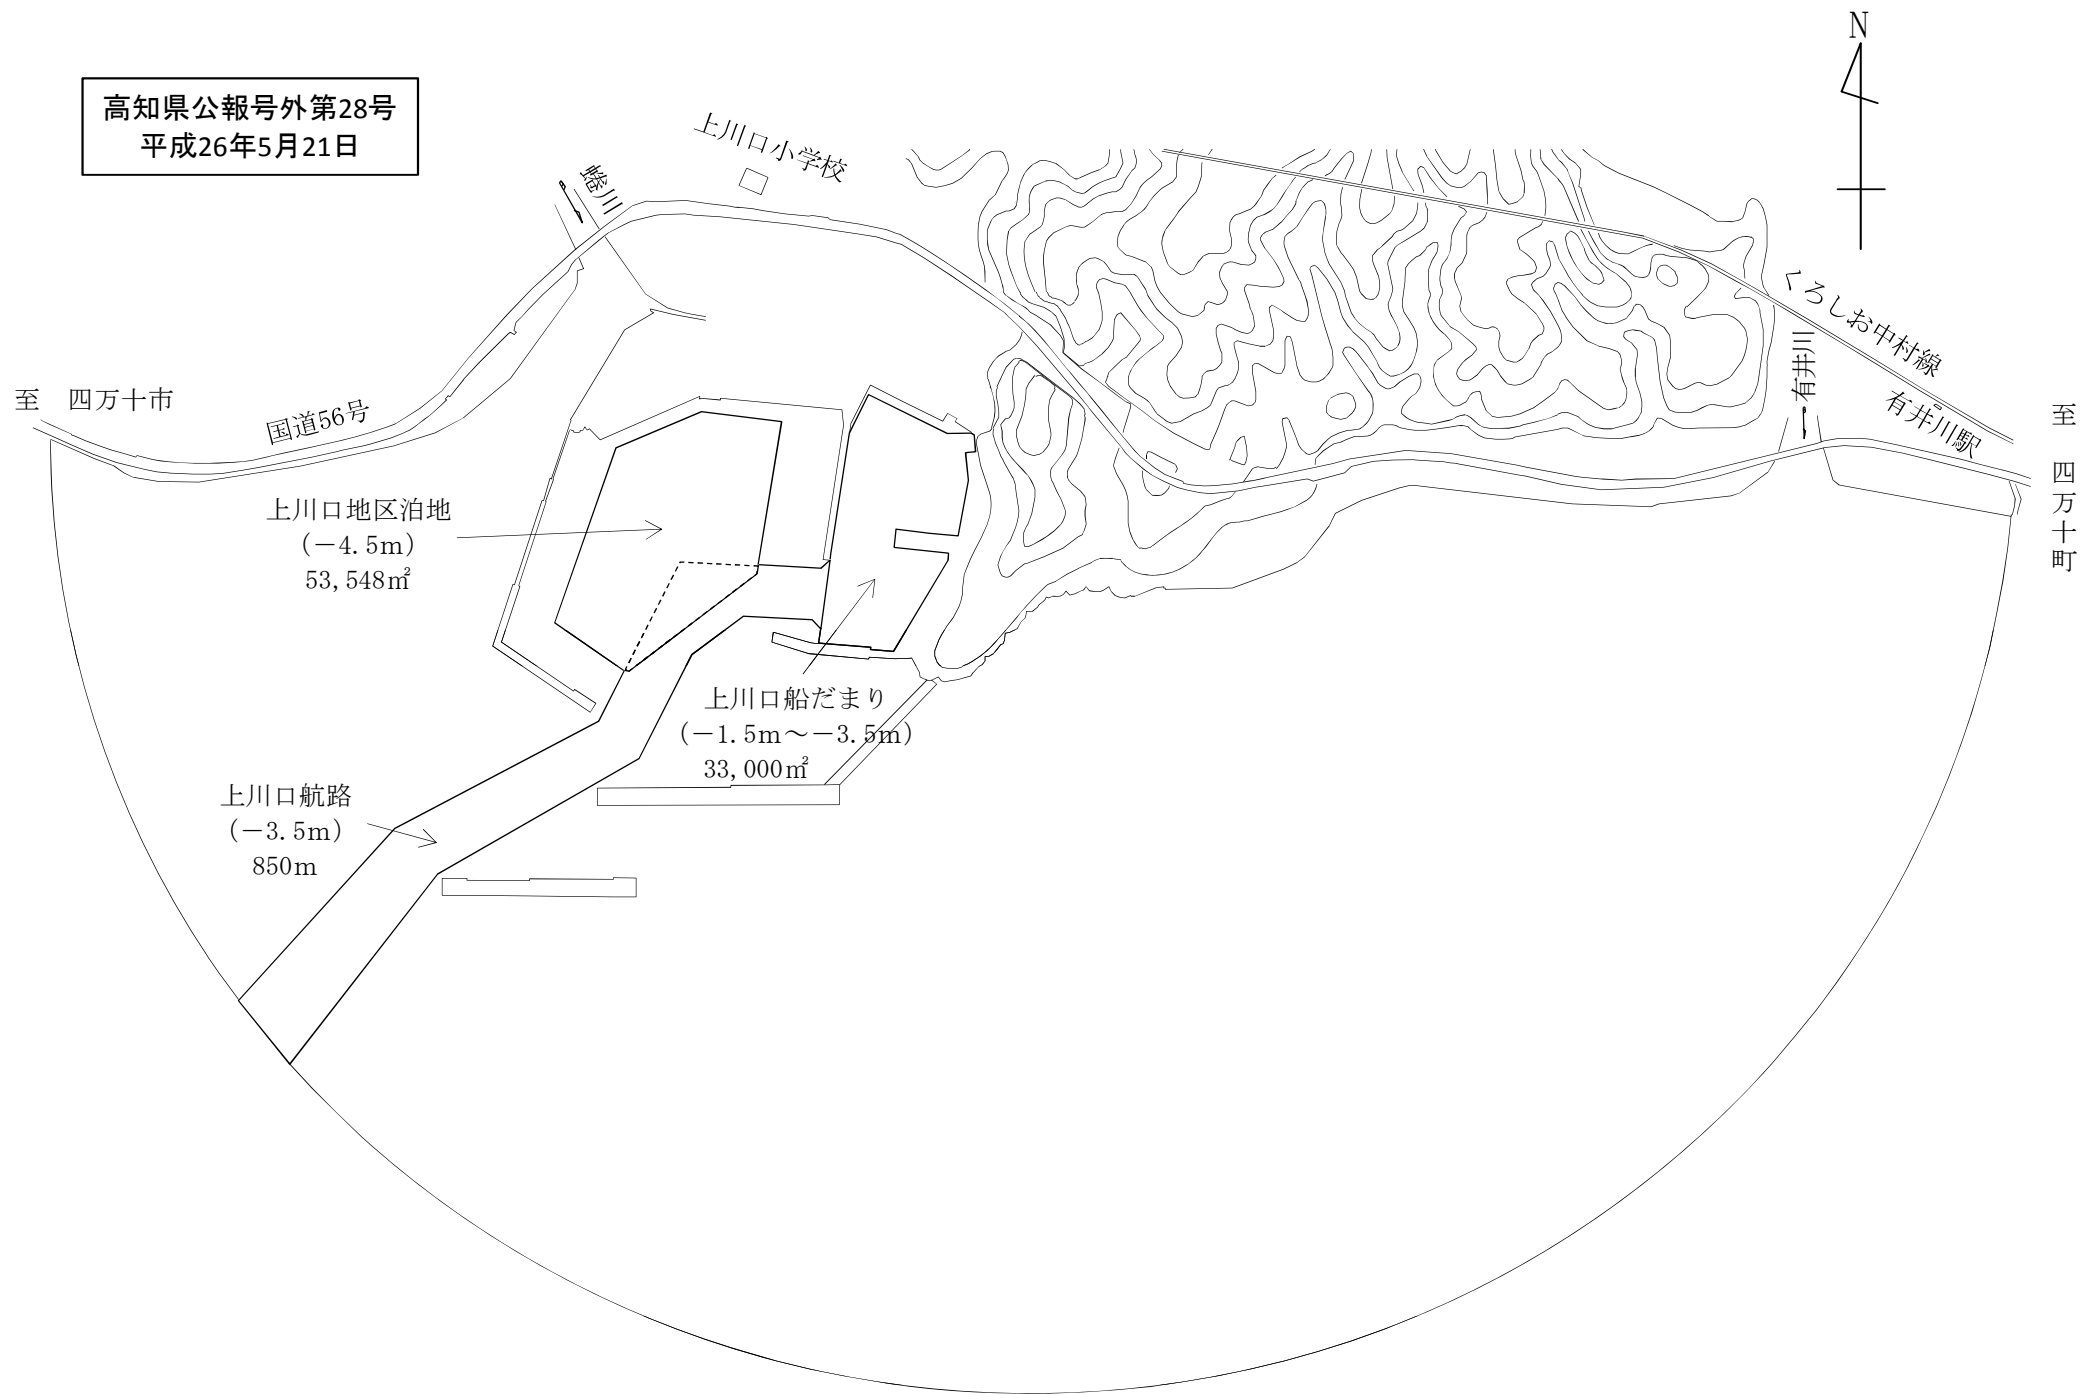 N
高知県公報号外第28号
平成26年5月21日
上川口小学校
蜷川
くろしお中村線
有井川
有井川駅
至　四万十市
国道56号
至　四万十町
上川口地区泊地
(－4.5m)
53,548㎡
上川口船だまり
(－1.5m～－3.5m)
33,000㎡
上川口航路
(－3.5m)
850m